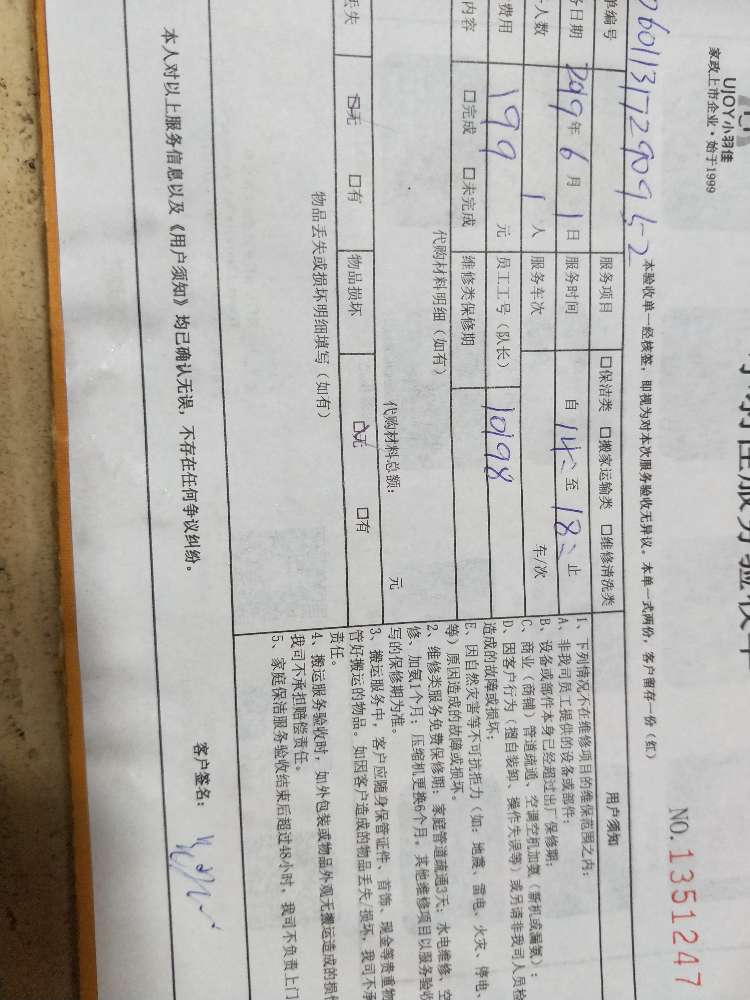 UJOY小羽佳
家政上市企业·始于1999
NO.1351247
本验收单一经核签，即视为对本次服务验收无异议。本单一式两份，客户留存一份（红）
单编号
服务项目 □保洁类 □搬家运输类 □维修清洗类
务日期 2019年6月1日 服务时间 自 14: 至 18: 止
人数 1人 服务车次 车/次
费用 199元 员工工号（队长） 10198
内容 □完成 □未完成 维修类保修期
代购材料明细（如有）
代购材料总额： 元
丢失 □无 □有 物品损坏 □无 □有
物品丢失或损坏明细填写（如有）
用户须知
1、下列情况不在维修项目的维保范围之内：
A、非我司员工提供的设备或部件；
B、设备或部件本身已经超过出厂保修期；
C、商业（商铺）管道疏通、空调空机加氨（新机或漏氨）；
D、因客户行为（擅自装卸、操作失误等）或另请非我司人员检
造成的故障或损坏；
E、因自然灾害等不可抗拒力（如：地震、雷电、火灾、停电、
等）原因造成的故障或损坏。
2、维修类服务免费保修期：家庭管道疏通3天；水电维修、空
修、加氨1个月；压缩机更换6个月，其他维修项目以服务验收
写的保修期为准。
3、搬运服务中，客户应随身保管证件、首饰、现金等贵重物
管好搬运的物品。如因客户造成的物品丢失/损坏，我司不承
责任。
4、搬运服务验收时，如外包装或物品外观无搬运造成的损
我司不承担赔偿责任。
5、家庭保洁服务验收结束后超过48小时，我司不负责上门
本人对以上服务信息以及《用户须知》均已确认无误，不存在任何争议纠纷。
客户签名：